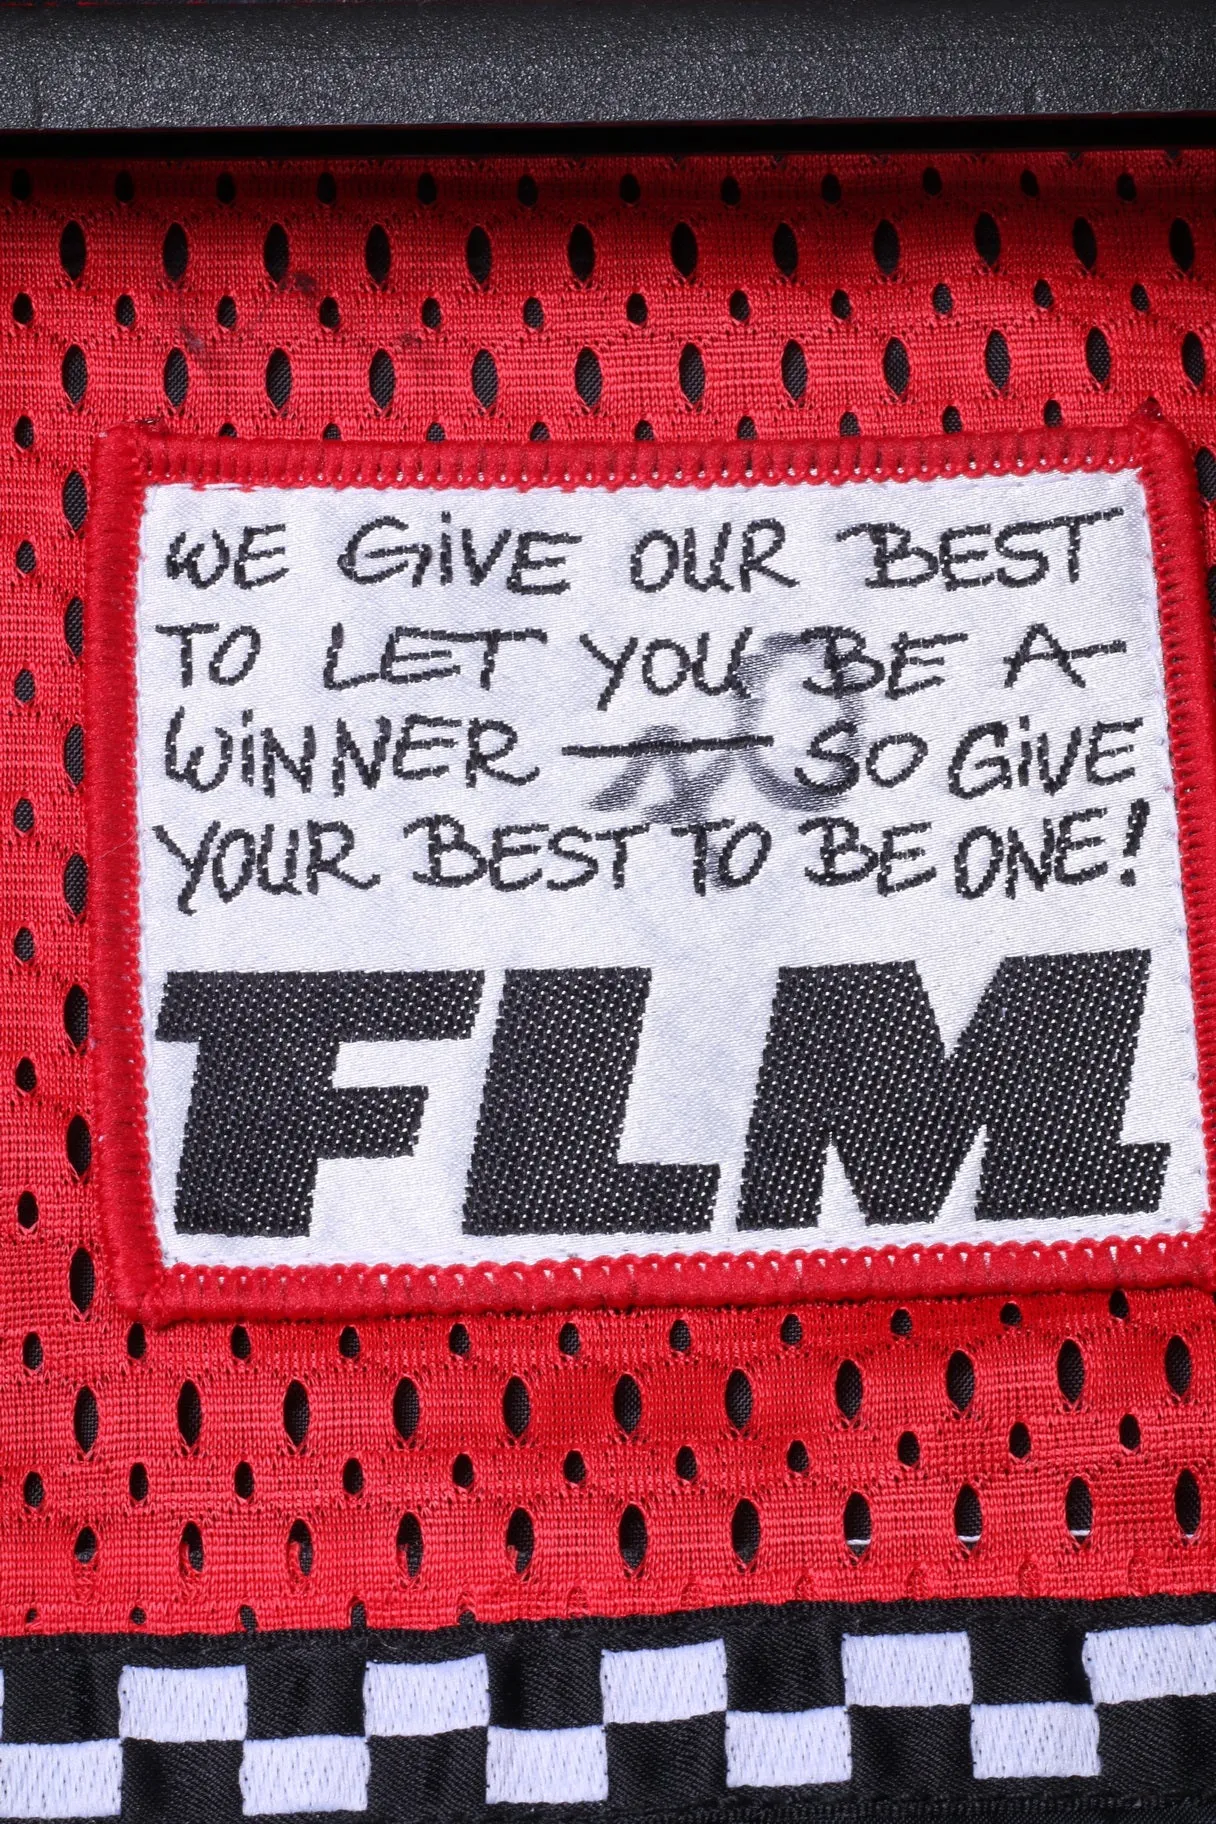 WE GiVE OUR BEST
TO LET YOU BE A
WiNNER — SO GiVE
YOUR BEST TO BE ONE!
FLM